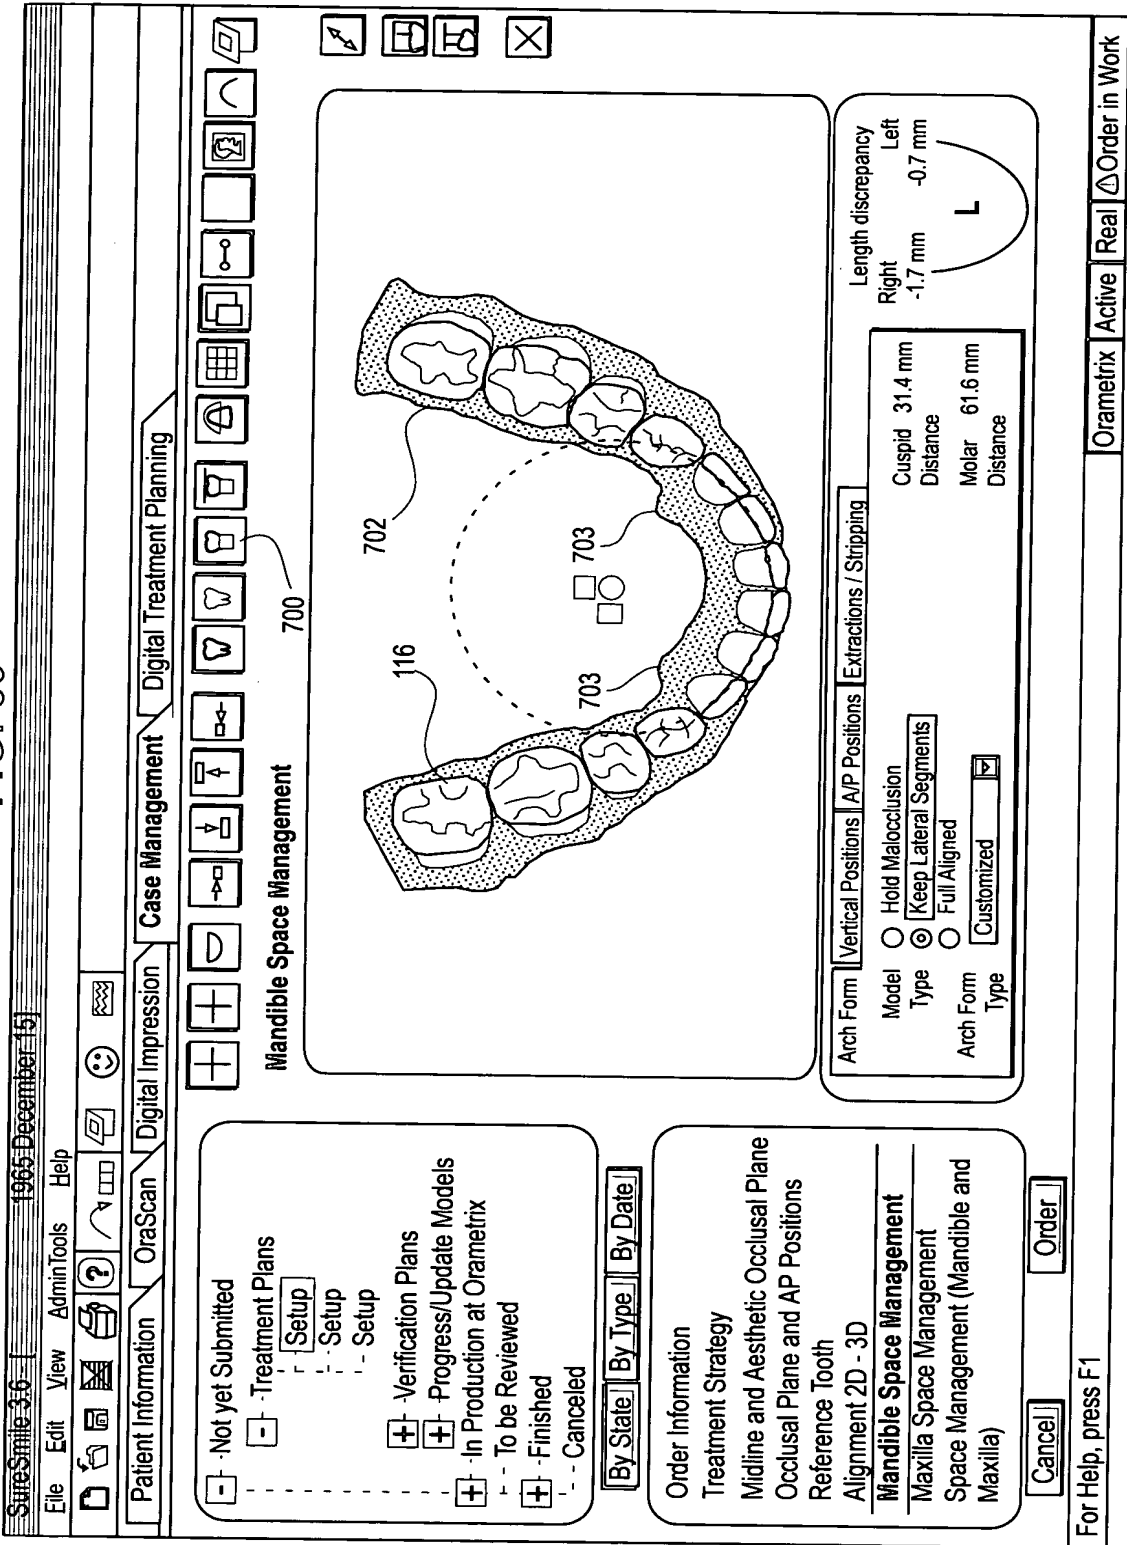 SureSmile 3.6 - [ 1965 December 15]
File Edit View Admin Tools Help
Patient Information OraScan Digital Impression Case Management Digital Treatment Planning
Not yet Submitted
Treatment Plans
Setup
Setup
Setup
Verification Plans
Progress/Update Models
In Production at Orametrix
To be Reviewed
Finished
Canceled
By State By Type By Date
Order Information
Treatment Strategy
Midline and Aesthetic Occlusal Plane
Occlusal Plane and AP Positions
Reference Tooth
Alignment 2D - 3D
Mandible Space Management
Maxilla Space Management
Space Management (Mandible and
Maxilla)
Cancel Order
Mandible Space Management
700
116
702
703
703
Arch Form Vertical Positions A/P Positions Extractions / Stripping
Model
Type
Hold Malocclusion
Keep Lateral Segments
Full Aligned
Arch Form
Type
Customized
Cuspid 31.4 mm
Distance
Molar 61.6 mm
Distance
Length discrepancy
Right Left
-1.7 mm -0.7 mm
L
For Help, press F1
Orametrix Active Real Order in Work